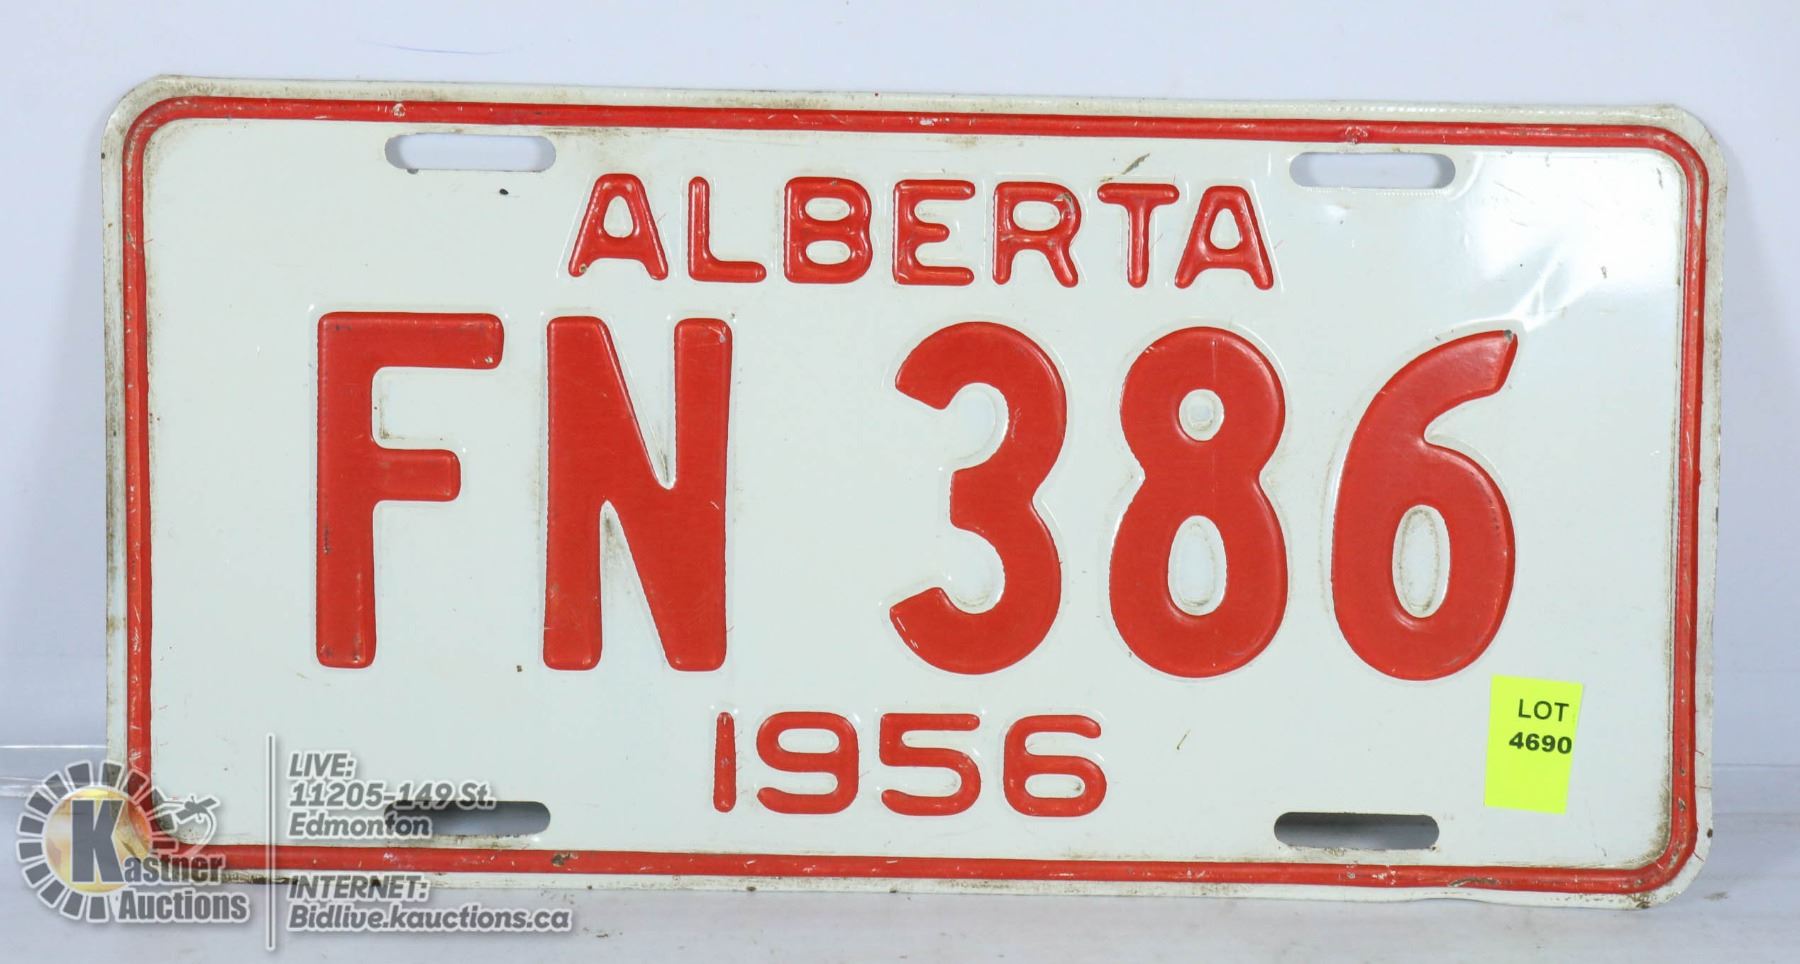 ALBERTA
FN 386
1956
LOT
4690
K
Kastner
Auctions
LIVE:
11205-149 St.
Edmonton
INTERNET:
Bidlive.kauctions.ca